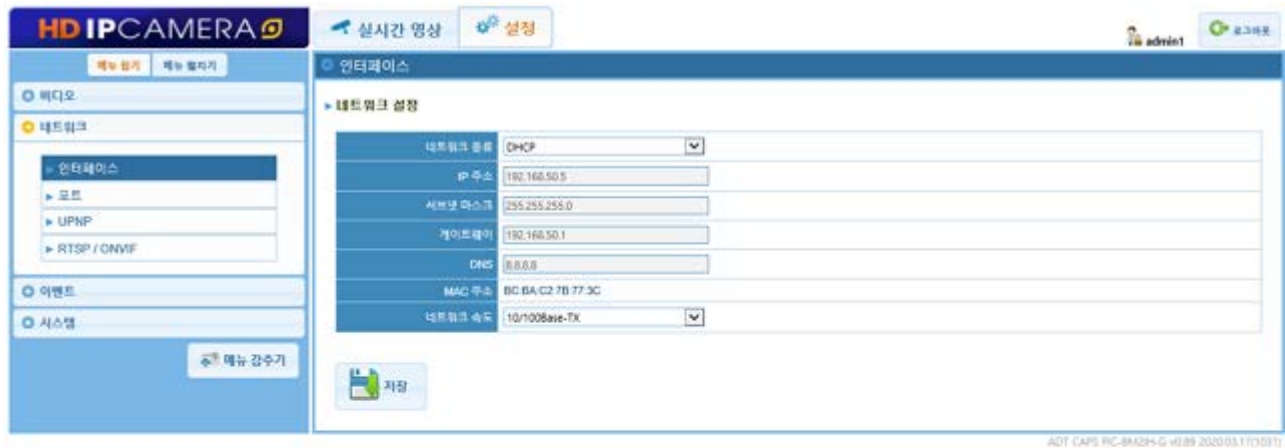 HD IPCAMERA
실시간 영상 설정 admin1 로그아웃
메뉴 접기 메뉴 펼치기
인터페이스
비디오
네트워크
인터페이스
포트
UPNP
RTSP / ONVIF
이벤트
시스템
메뉴 감추기
네트워크 설정
네트워크 종류 DHCP
IP 주소 192.168.50.5
서브넷 마스크 255.255.255.0
게이트웨이 192.168.50.1
DNS 8.8.8.8
MAC 주소 BC:BA:C2:7B:77:3C
네트워크 속도 10/100Base-TX
저장
ADT CAPS